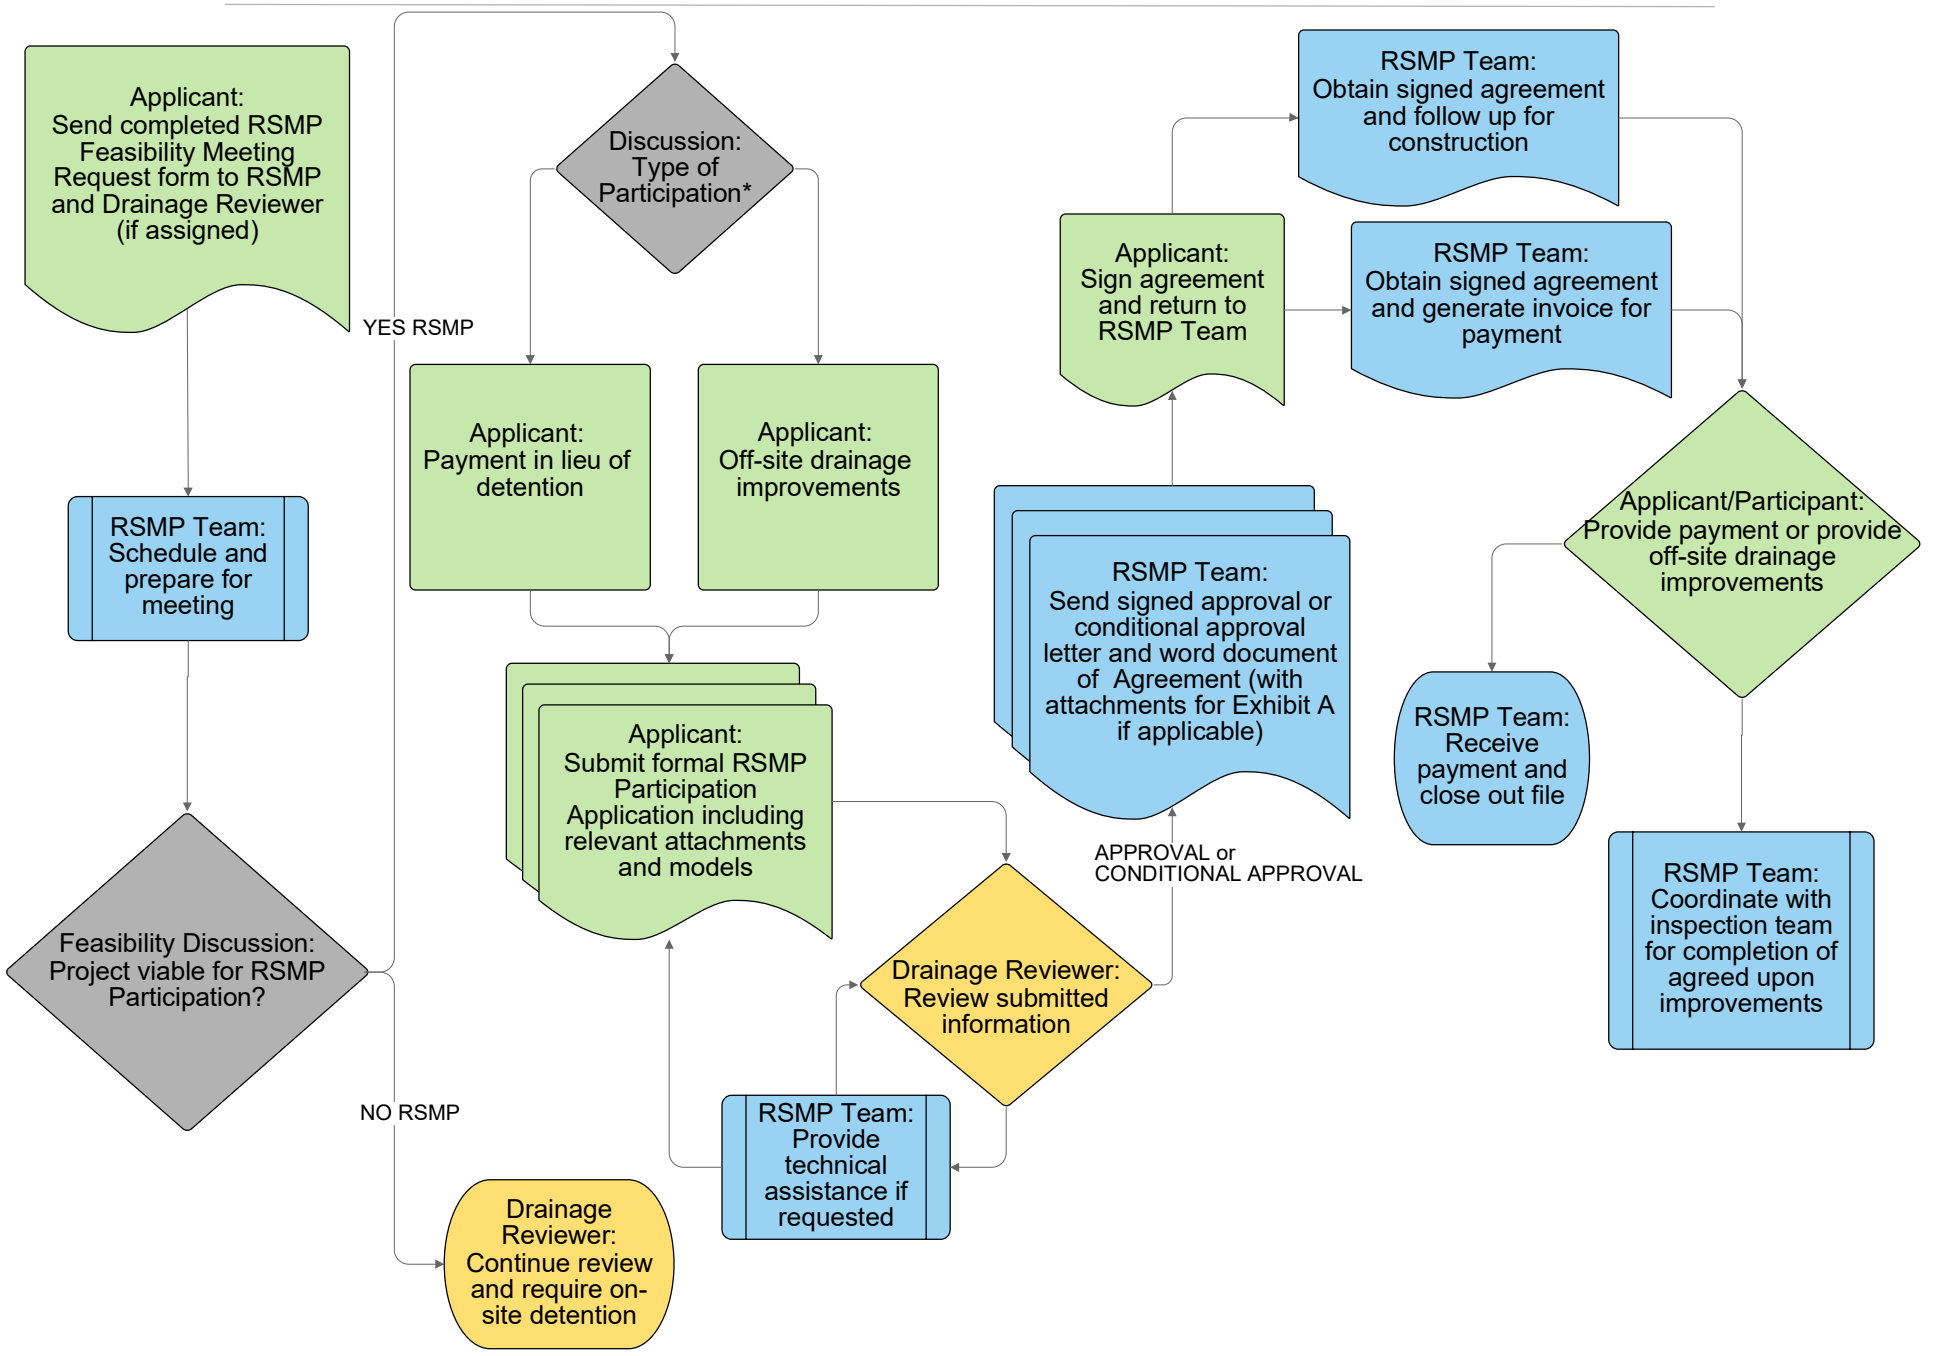 Applicant:
Send completed RSMP
Feasibility Meeting
Request form to RSMP
and Drainage Reviewer
(if assigned)
RSMP Team:
Schedule and
prepare for
meeting
Feasibility Discussion:
Project viable for RSMP
Participation?
YES RSMP
NO RSMP
Drainage
Reviewer:
Continue review
and require on-
site detention
Discussion:
Type of
Participation*
Applicant:
Payment in lieu of
detention
Applicant:
Off-site drainage
improvements
Applicant:
Submit formal RSMP
Participation
Application including
relevant attachments
and models
Drainage Reviewer:
Review submitted
information
RSMP Team:
Provide
technical
assistance if
requested
APPROVAL or
CONDITIONAL APPROVAL
RSMP Team:
Send signed approval or
conditional approval
letter and word document
of  Agreement (with
attachments for Exhibit A
if applicable)
Applicant:
Sign agreement
and return to
RSMP Team
RSMP Team:
Obtain signed agreement
and follow up for
construction
RSMP Team:
Obtain signed agreement
and generate invoice for
payment
Applicant/Participant:
Provide payment or provide
off-site drainage
improvements
RSMP Team:
Receive
payment and
close out file
RSMP Team:
Coordinate with
inspection team
for completion of
agreed upon
improvements